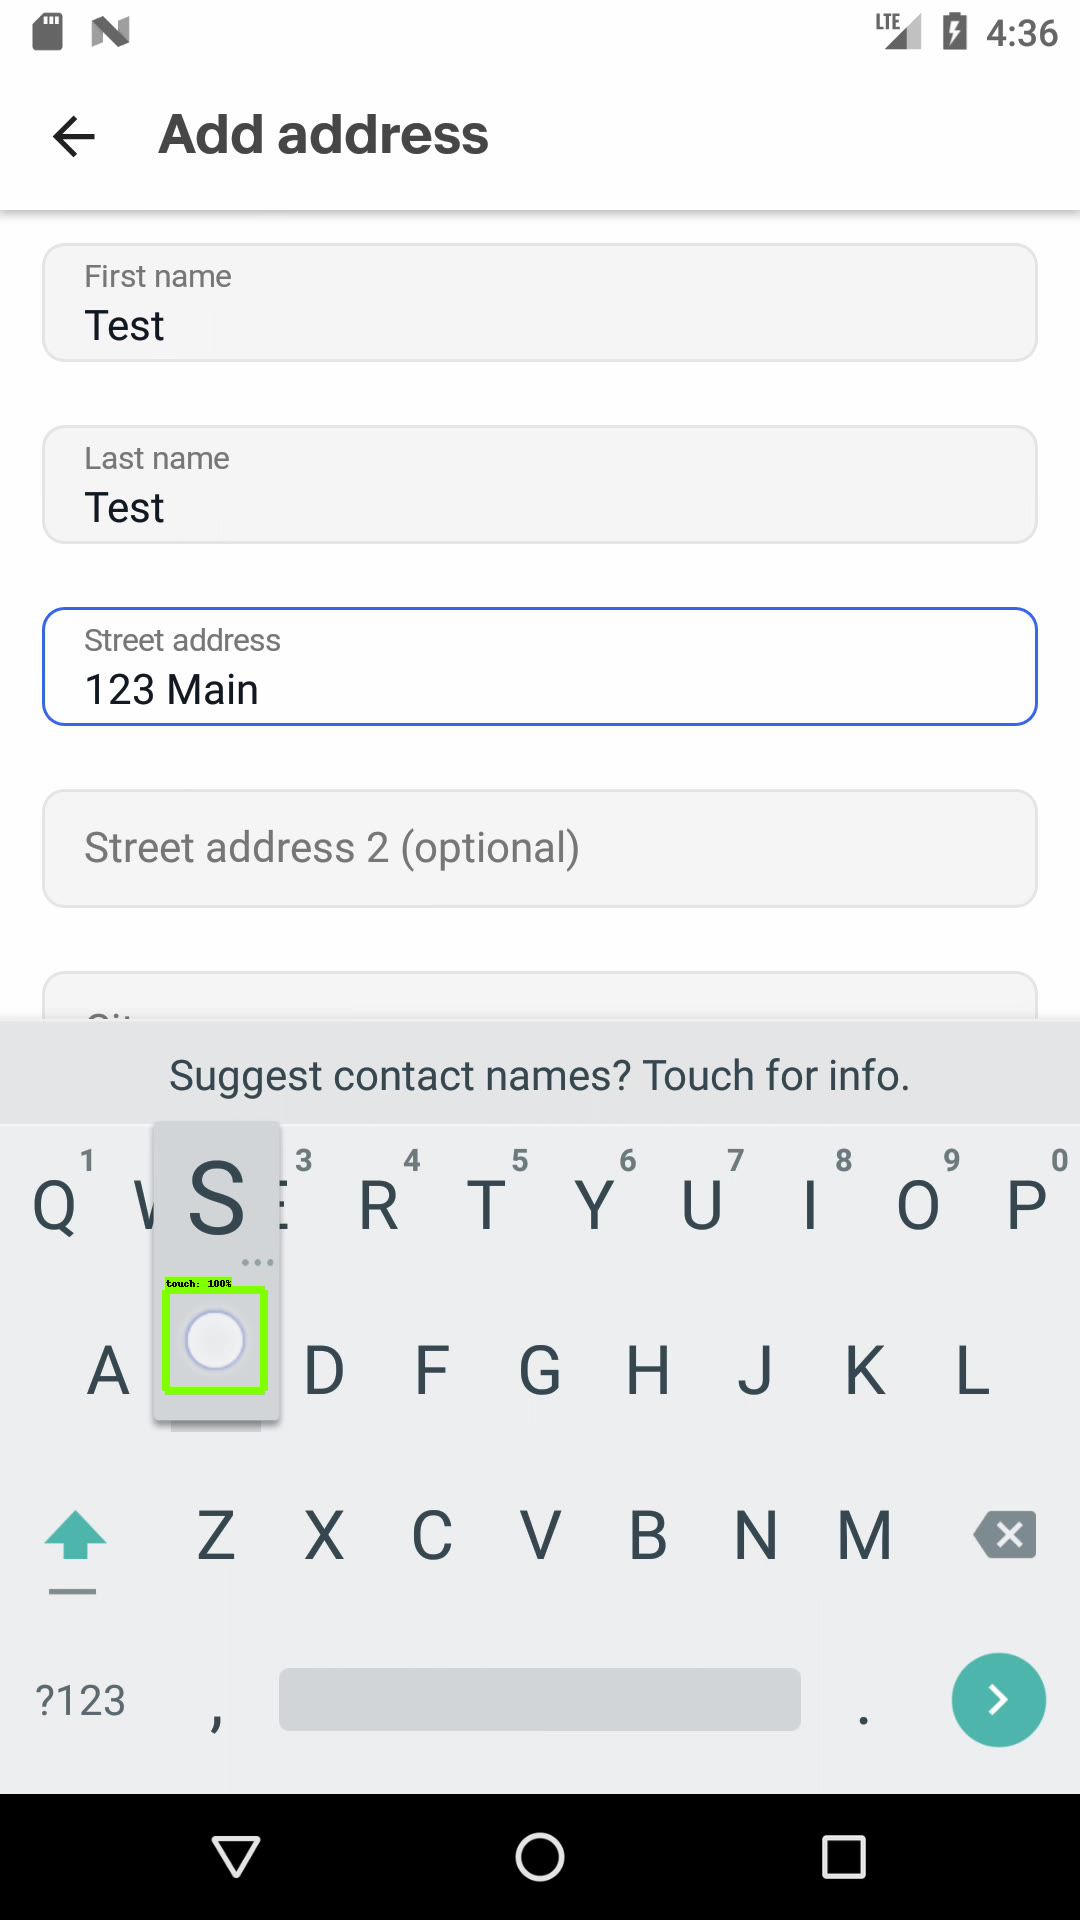 LTE 4:36
Add address
First name
Test
Last name
Test
Street address
123 Main
Street address 2 (optional)
Suggest contact names? Touch for info.
1 3 4 5 6 7 8 9 0
Q W S E R T Y U I O P
touch: 100%
A D F G H J K L
Z X C V B N M
?123 , .